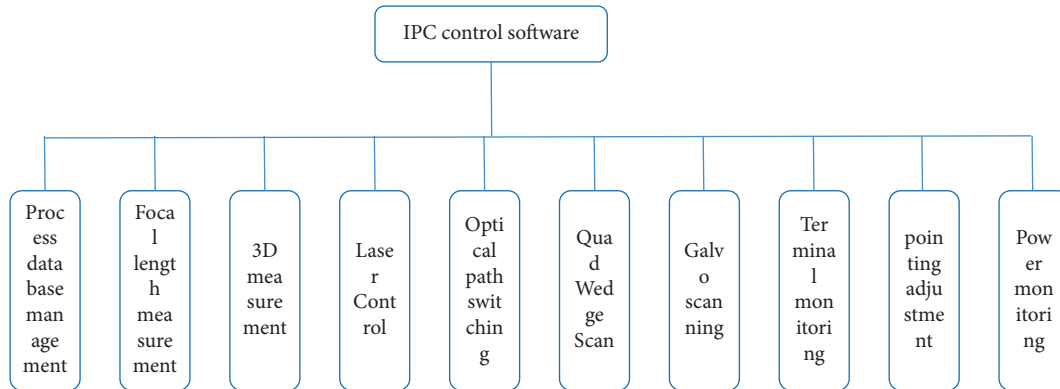 IPC control software
Proc
ess
data
base
man
age
ment
Foca
l
lengt
h
mea
sure
ment
3D
mea
sure
ment
Lase
r
Cont
rol
Opti
cal
path
swit
chin
g
Qua
d
Wed
ge
Scan
Galv
o
sca
nning
Ter
mina
l
mon
itori
ng
poin
ting
adju
stme
nt
Pow
er
mon
itori
ng